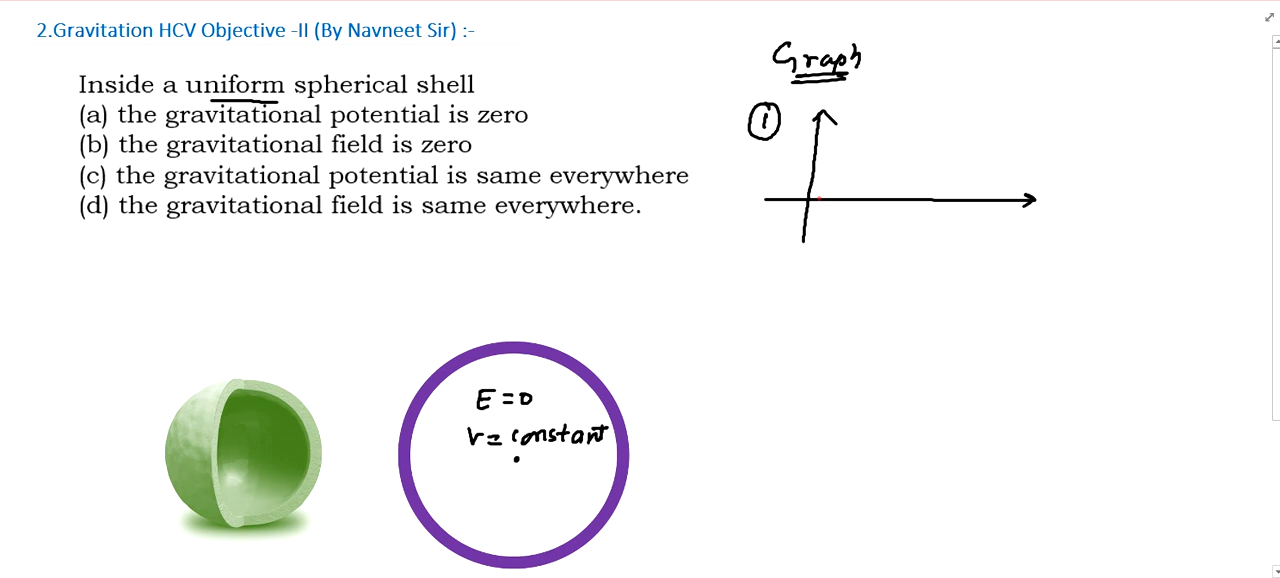 2.Gravitation HCV Objective -II (By Navneet Sir) :-
Inside a uniform spherical shell
(a) the gravitational potential is zero
(b) the gravitational field is zero
(c) the gravitational potential is same everywhere
(d) the gravitational field is same everywhere.
Graph
1
E = 0
V = constant